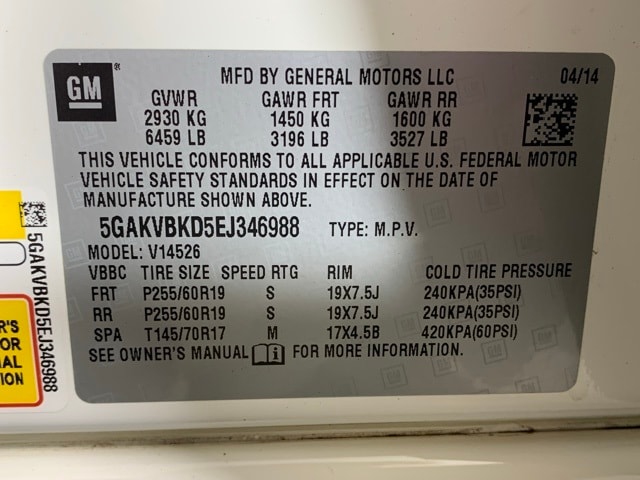 GM ®
MFD BY GENERAL MOTORS LLC 04/14
GVWR GAWR FRT GAWR RR
2930 KG 1450 KG 1600 KG
6459 LB 3196 LB 3527 LB
THIS VEHICLE CONFORMS TO ALL APPLICABLE U.S. FEDERAL MOTOR
VEHICLE SAFETY STANDARDS IN EFFECT ON THE DATE OF
MANUFACTURE SHOWN ABOVE.
5GAKVBKD5EJ346988 TYPE: M.P.V.
MODEL: V14526
VBBC TIRE SIZE SPEED RTG RIM COLD TIRE PRESSURE
FRT P255/60R19 S 19X7.5J 240KPA(35PSI)
RR P255/60R19 S 19X7.5J 240KPA(35PSI)
SPA T145/70R17 M 17X4.5B 420KPA(60PSI)
SEE OWNER'S MANUAL FOR MORE INFORMATION.
5GAKVBKD5EJ346988